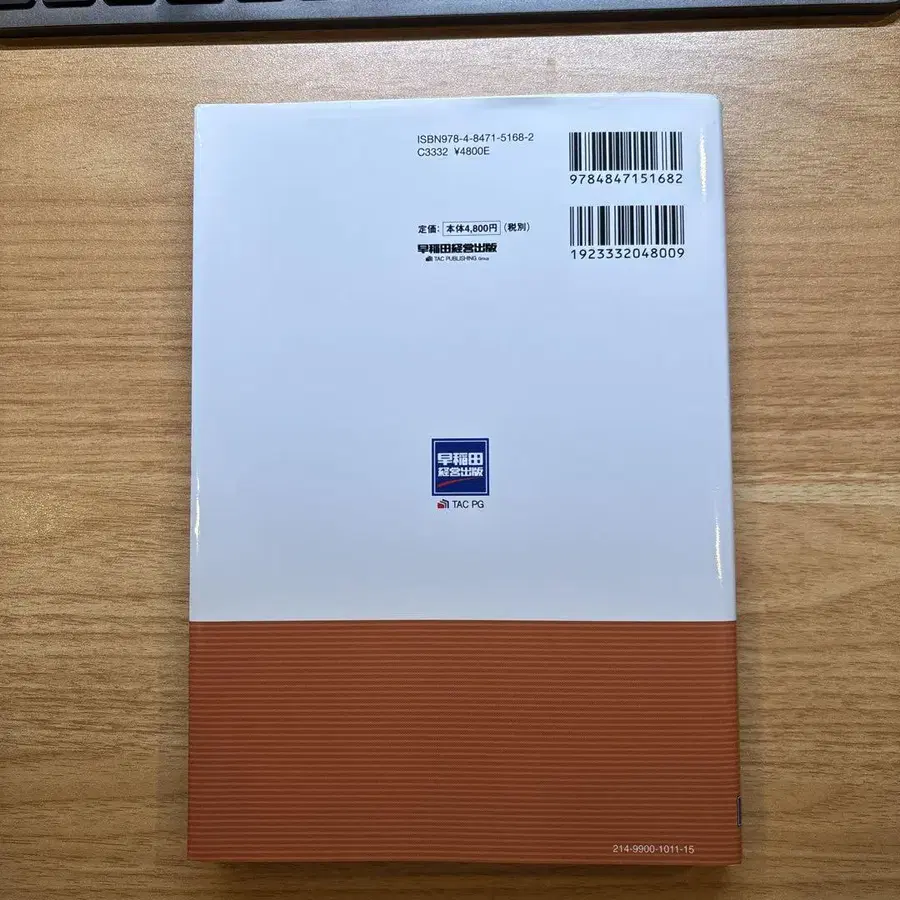 ISBN978-4-8471-5168-2
C3332 ¥4800E
9784847151682
定価: 本体4,800円 (税別)
早稲田経営出版
TAC PUBLISHING Group
1923332048009
早稲田
経営出版
TAC PG
214-9900-1011-15